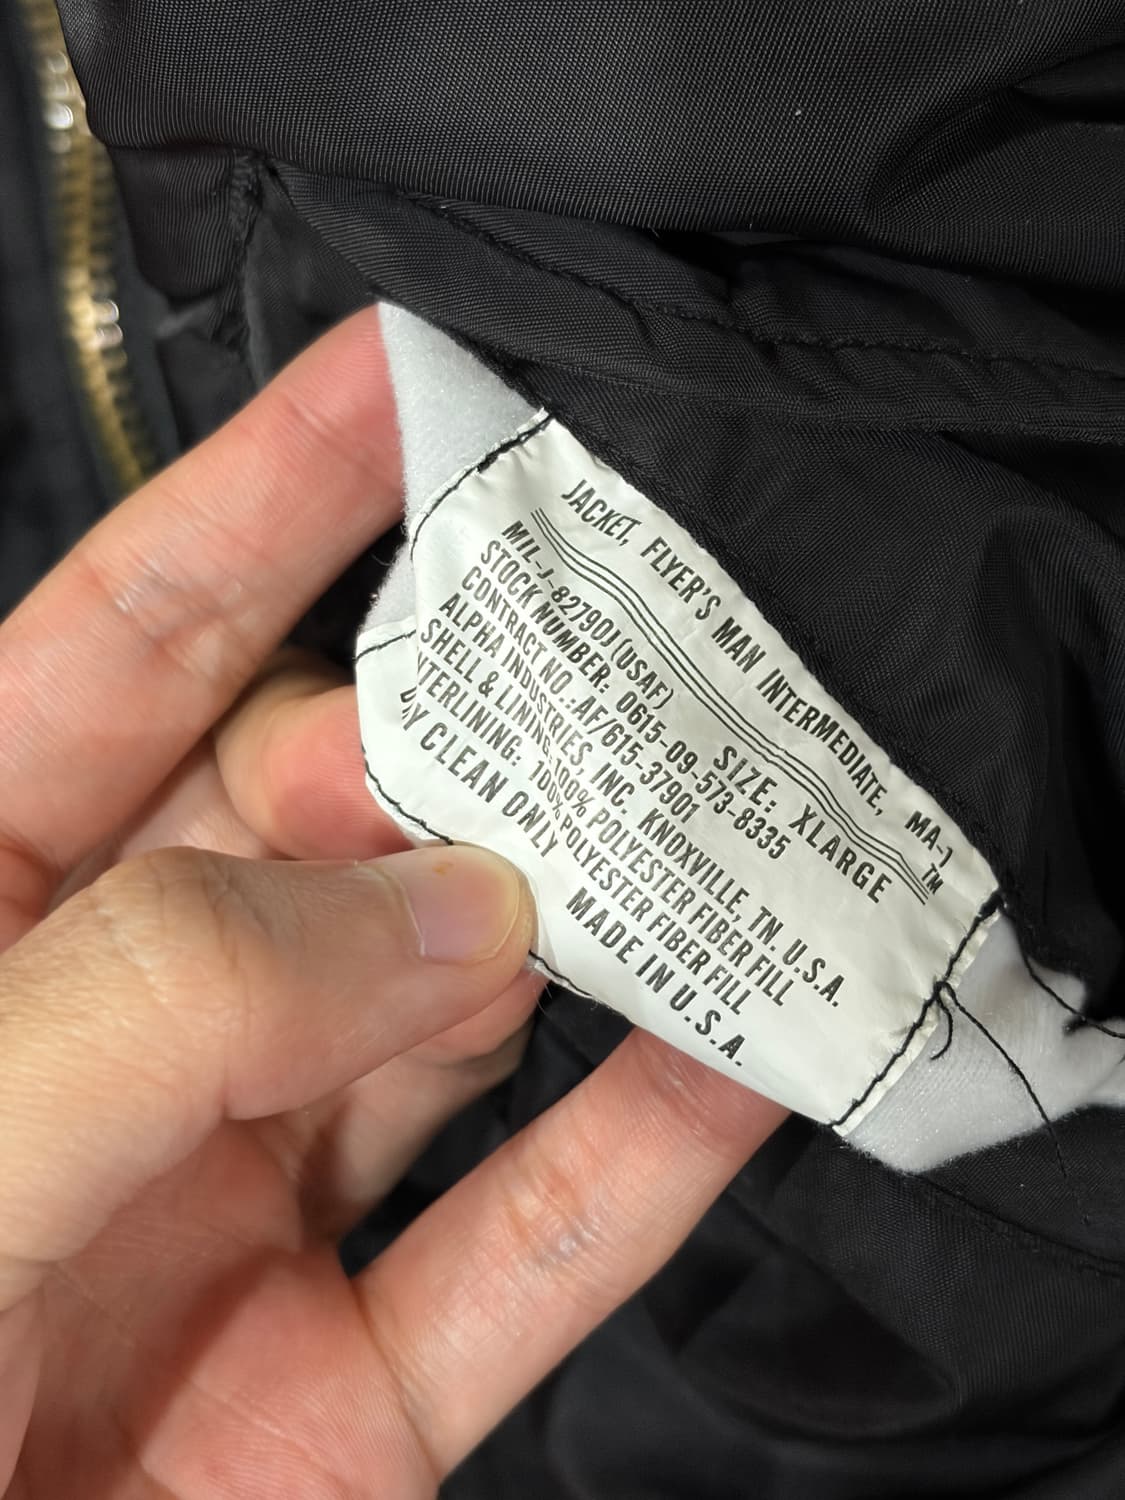 JACKET, FLYER'S MAN INTERMEDIATE, MA-1
TM
SIZE: XLARGE
MIL-J-82790J (USAF)
STOCK NUMBER: 0615-09-573-8335
CONTRACT NO.:AF/615-37901
ALPHA INDUSTRIES, INC. KNOXVILLE, TN. U.S.A.
SHELL & LINING:100% POLYESTER FIBER FILL
NTERLINING: 100%POLYESTER FIBER FILL
DRY CLEAN ONLY MADE IN U.S.A.